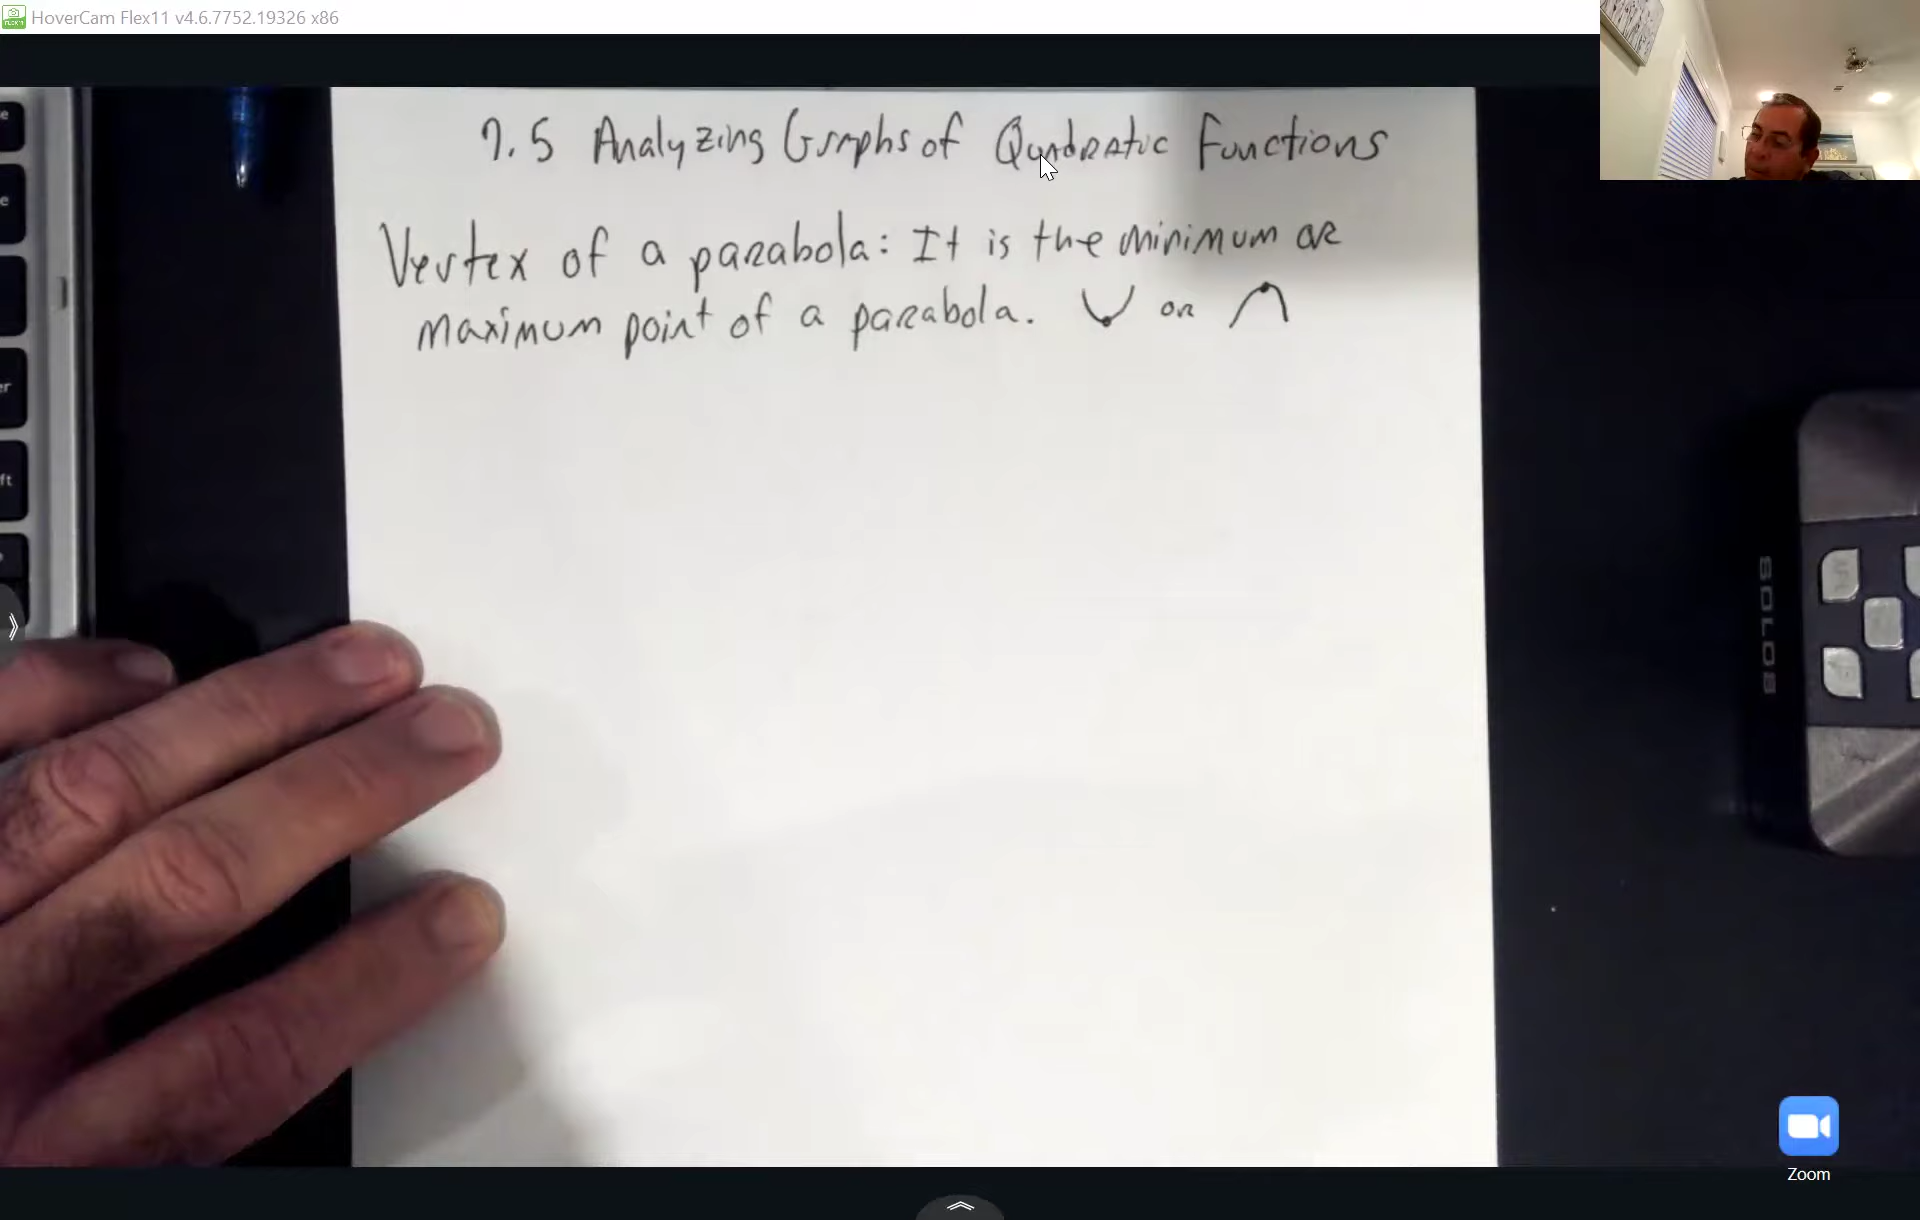 HoverCam Flex11 v4.6.7752.19326 x86
7.5 Analyzing Graphs of Quadratic Functions
Vertex of a parabola: It is the minimum or
maximum point of a parabola. or
SOLO8
Zoom